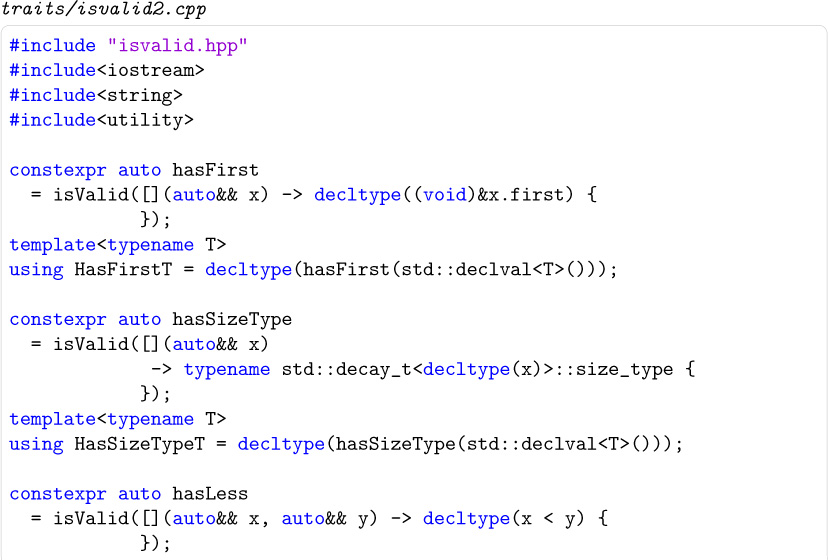 traits/isvalid2.cpp
#include "isvalid.hpp"
#include<iostream>
#include<string>
#include<utility>

constexpr auto hasFirst
  = isValid([](auto&& x) -> decltype((void)&x.first) {
            });
template<typename T>
using HasFirstT = decltype(hasFirst(std::declval<T>()));

constexpr auto hasSizeType
  = isValid([](auto&& x)
             -> typename std::decay_t<decltype(x)>::size_type {
            });
template<typename T>
using HasSizeTypeT = decltype(hasSizeType(std::declval<T>()));

constexpr auto hasLess
  = isValid([](auto&& x, auto&& y) -> decltype(x < y) {
            });